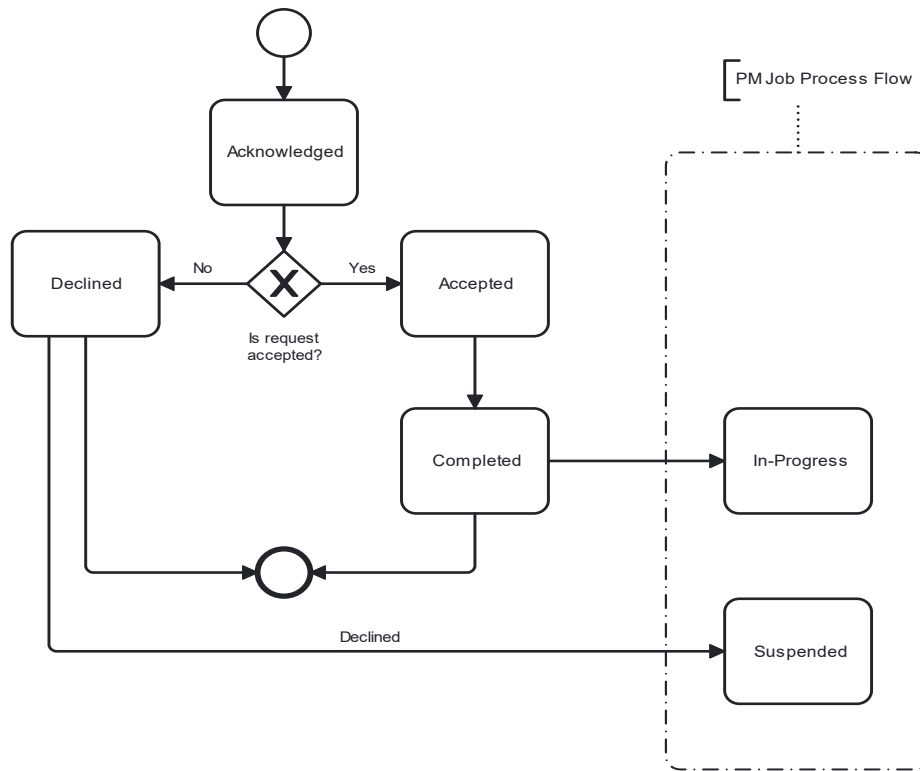 PM Job Process Flow
Acknowledged
Declined
No
Yes
Accepted
Is request
accepted?
Completed
In-Progress
Declined
Suspended